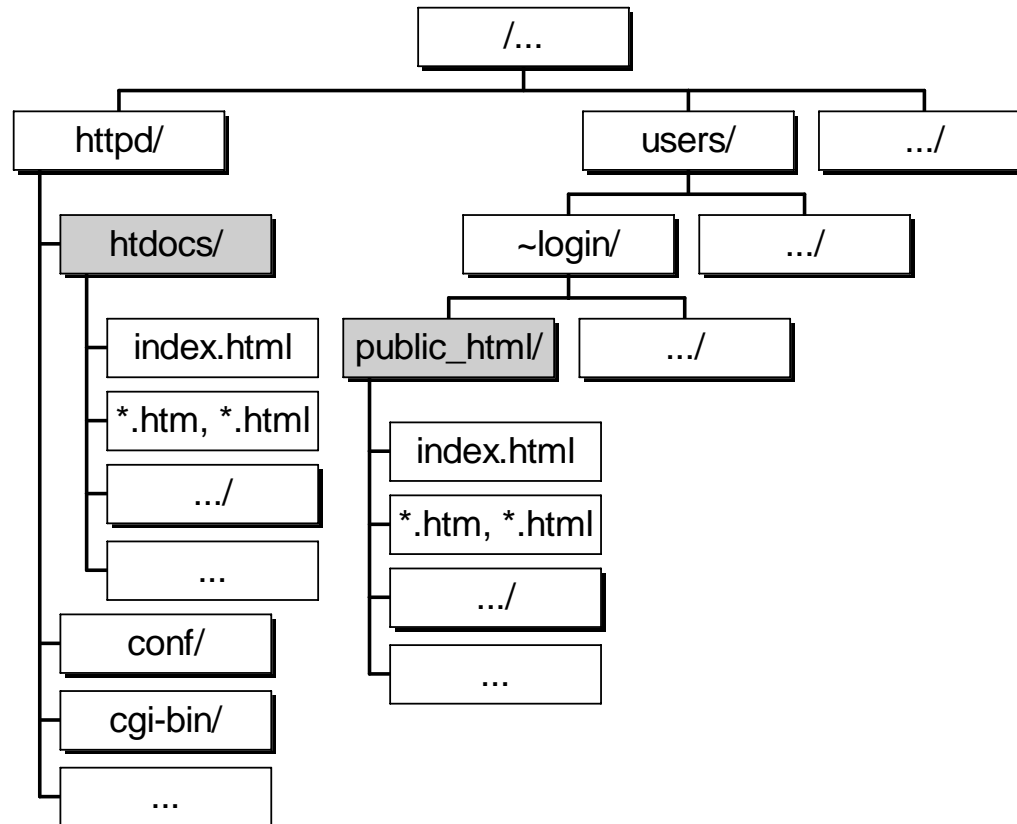 /...
httpd/
users/
.../
htdocs/
~login/
.../
index.html
public_html/
.../
*.htm, *.html
index.html
.../
*.htm, *.html
...
.../
conf/
...
cgi-bin/
...